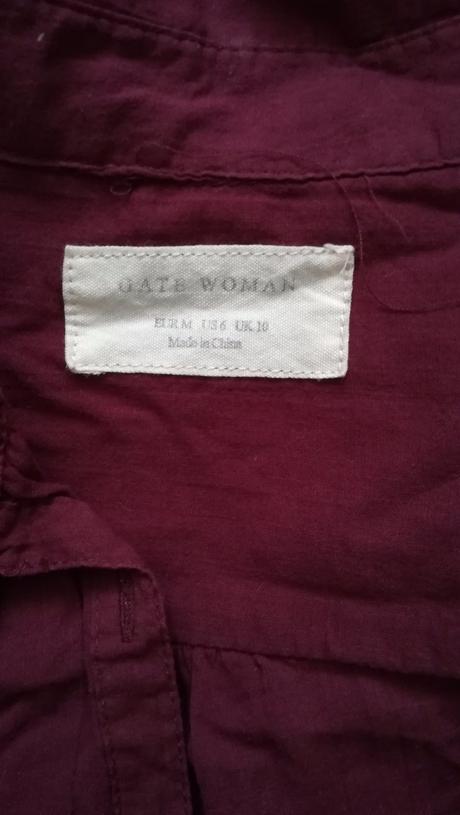 GATE WOMAN
EUR M US 6 UK 10
Made in China